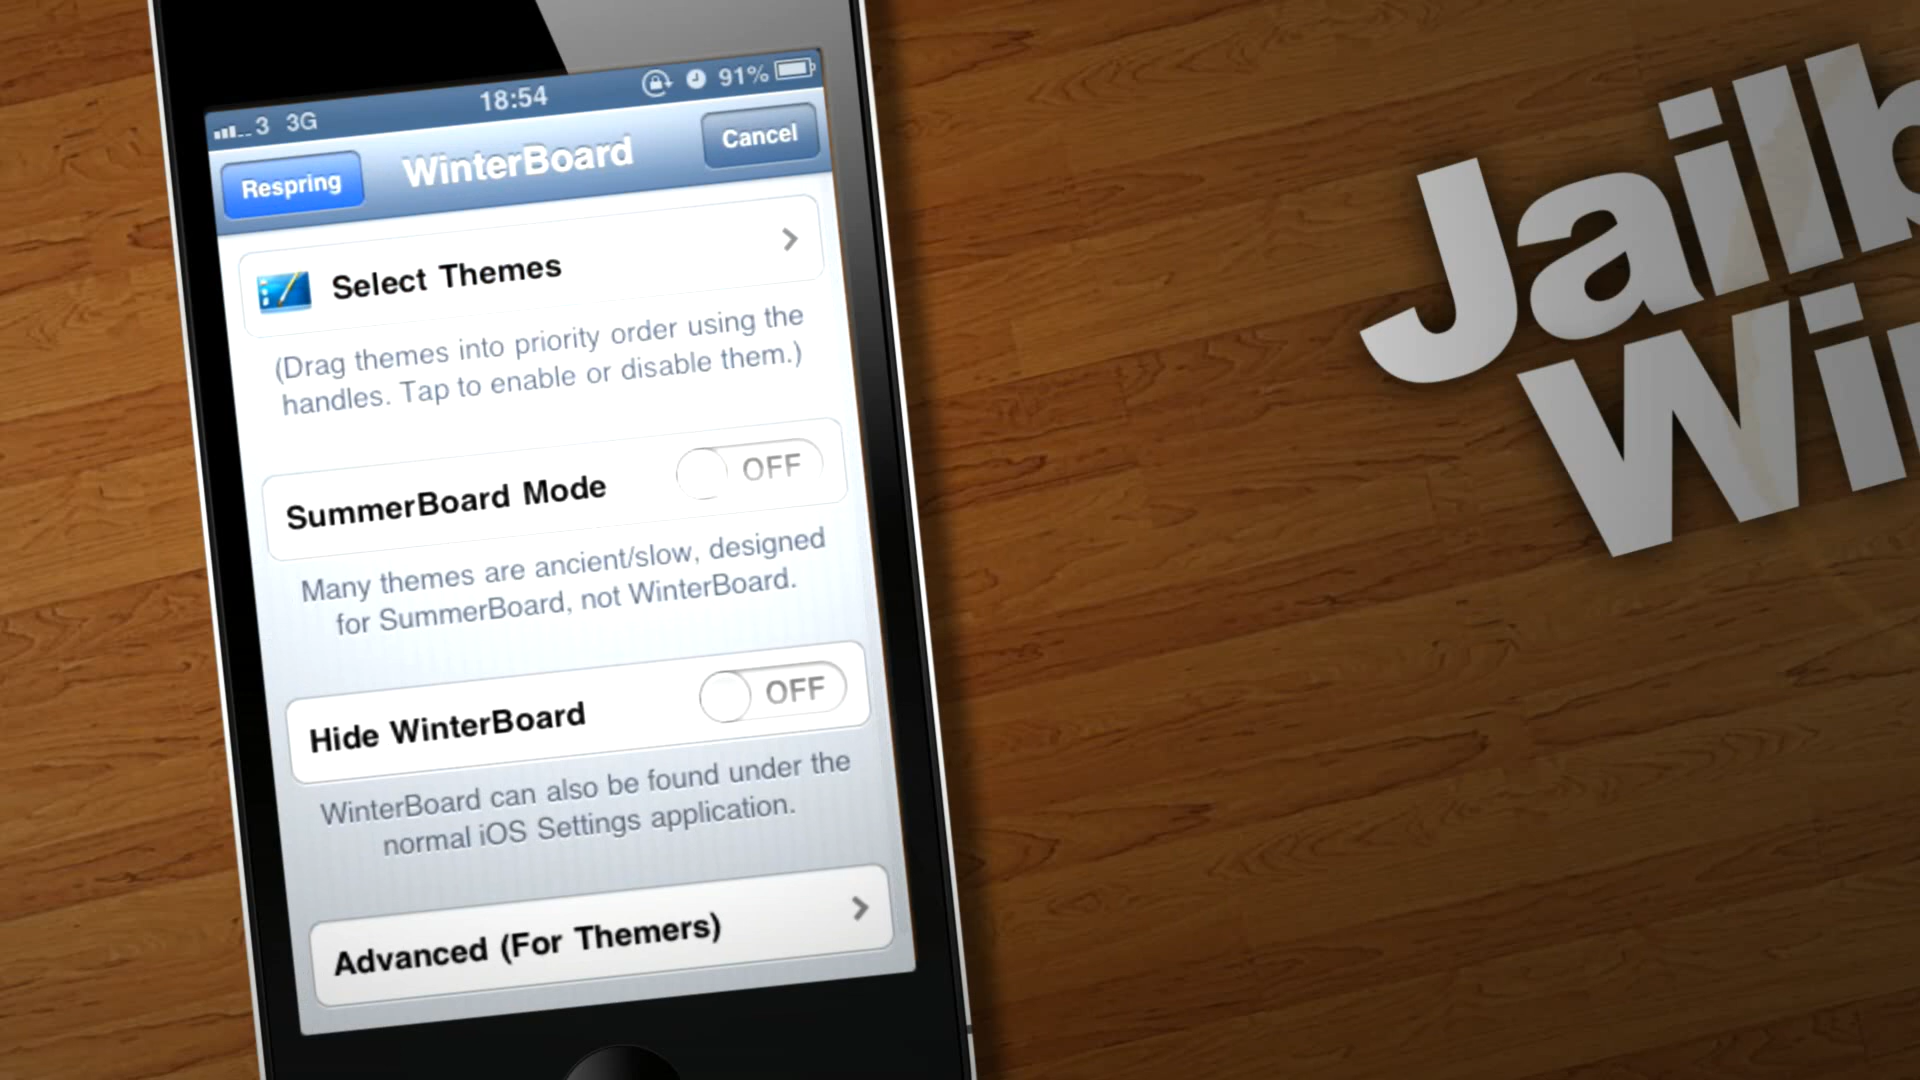 3 3G 18:54 91%
Respring WinterBoard Cancel
Select Themes
(Drag themes into priority order using the
handles. Tap to enable or disable them.)
SummerBoard Mode OFF
Many themes are ancient/slow, designed
for SummerBoard, not WinterBoard.
Hide WinterBoard OFF
WinterBoard can also be found under the
normal iOS Settings application.
Advanced (For Themers)
Jailb
Wi